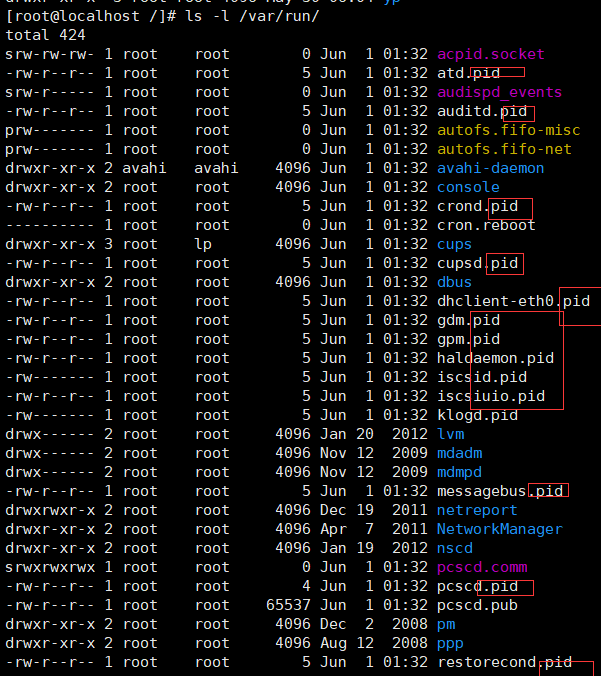 [root@localhost /]# ls -l /var/run/
total 424
srw-rw-rw- 1 root   root       0 Jun  1 01:32 acpid.socket
-rw-r--r-- 1 root   root       5 Jun  1 01:32 atd.pid
srw-r----- 1 root   root       0 Jun  1 01:32 audispd_events
-rw-r--r-- 1 root   root       5 Jun  1 01:32 auditd.pid
prw------- 1 root   root       0 Jun  1 01:32 autofs.fifo-misc
prw------- 1 root   root       0 Jun  1 01:32 autofs.fifo-net
drwxr-xr-x 2 avahi  avahi   4096 Jun  1 01:32 avahi-daemon
drwxr-xr-x 2 root   root    4096 Jun  1 01:32 console
-rw-r--r-- 1 root   root       5 Jun  1 01:32 crond.pid
---------- 1 root   root       0 Jun  1 01:32 cron.reboot
drwxr-xr-x 3 root   lp      4096 Jun  1 01:32 cups
-rw-r--r-- 1 root   root       5 Jun  1 01:32 cupsd.pid
drwxr-xr-x 2 root   root    4096 Jun  1 01:32 dbus
-rw-r--r-- 1 root   root       5 Jun  1 01:32 dhclient-eth0.pid
-rw-r--r-- 1 root   root       5 Jun  1 01:32 gdm.pid
-rw-r--r-- 1 root   root       5 Jun  1 01:32 gpm.pid
-rw-r--r-- 1 root   root       5 Jun  1 01:32 haldaemon.pid
-rw------- 1 root   root       5 Jun  1 01:32 iscsid.pid
-rw-r--r-- 1 root   root       5 Jun  1 01:32 iscsiuio.pid
-rw------- 1 root   root       5 Jun  1 01:32 klogd.pid
drwx------ 2 root   root    4096 Jan 20  2012 lvm
drwx------ 2 root   root    4096 Nov 12  2009 mdadm
drwx------ 2 root   root    4096 Nov 12  2009 mdmpd
-rw-r--r-- 1 root   root       5 Jun  1 01:32 messagebus.pid
drwxrwxr-x 2 root   root    4096 Dec 19  2011 netreport
drwxr-xr-x 2 root   root    4096 Apr  7  2011 NetworkManager
drwxr-xr-x 2 root   root    4096 Jan 19  2012 nscd
srwxrwxrwx 1 root   root       0 Jun  1 01:32 pcscd.comm
-rw-r--r-- 1 root   root       4 Jun  1 01:32 pcscd.pid
-rw-r--r-- 1 root   root   65537 Jun  1 01:32 pcscd.pub
drwxr-xr-x 2 root   root    4096 Dec  2  2008 pm
drwxr-xr-x 2 root   root    4096 Aug 12  2008 ppp
-rw-r--r-- 1 root   root       5 Jun  1 01:32 restorecond.pid